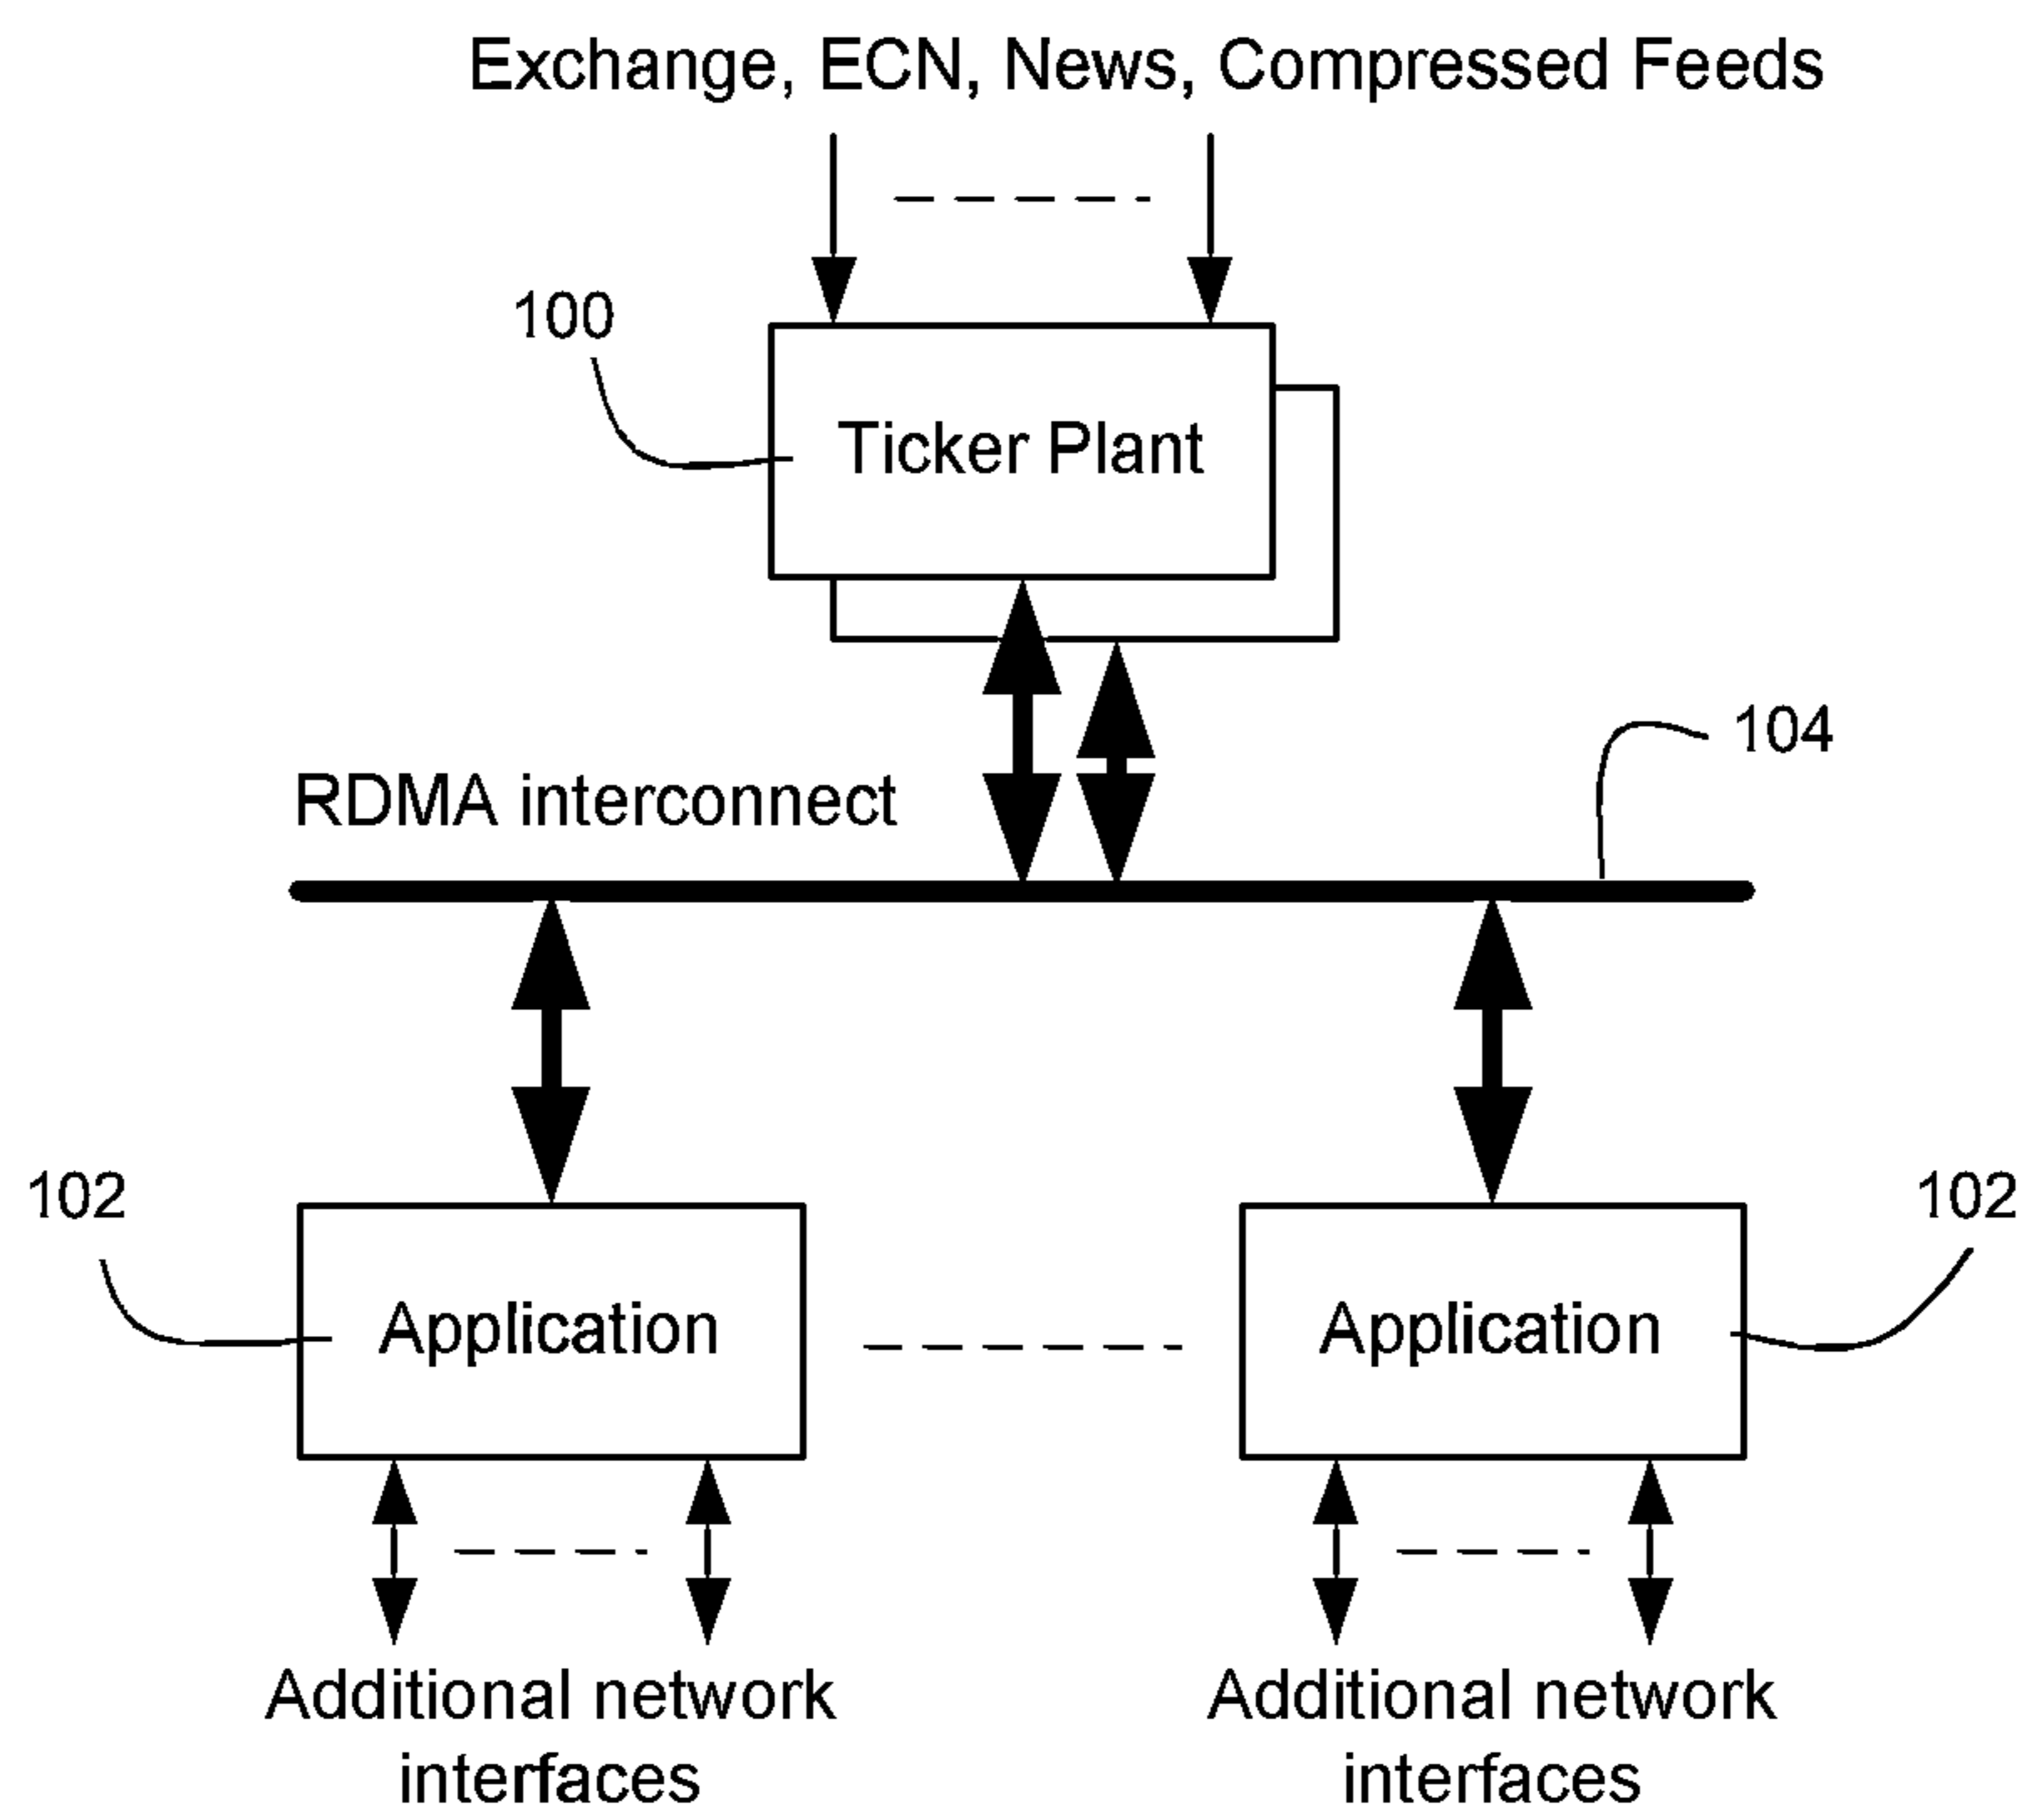 Exchange, ECN, News, Compressed Feeds
100
Ticker Plant
104
RDMA interconnect
102
102
Application
Application
Additional network
interfaces
Additional network
interfaces